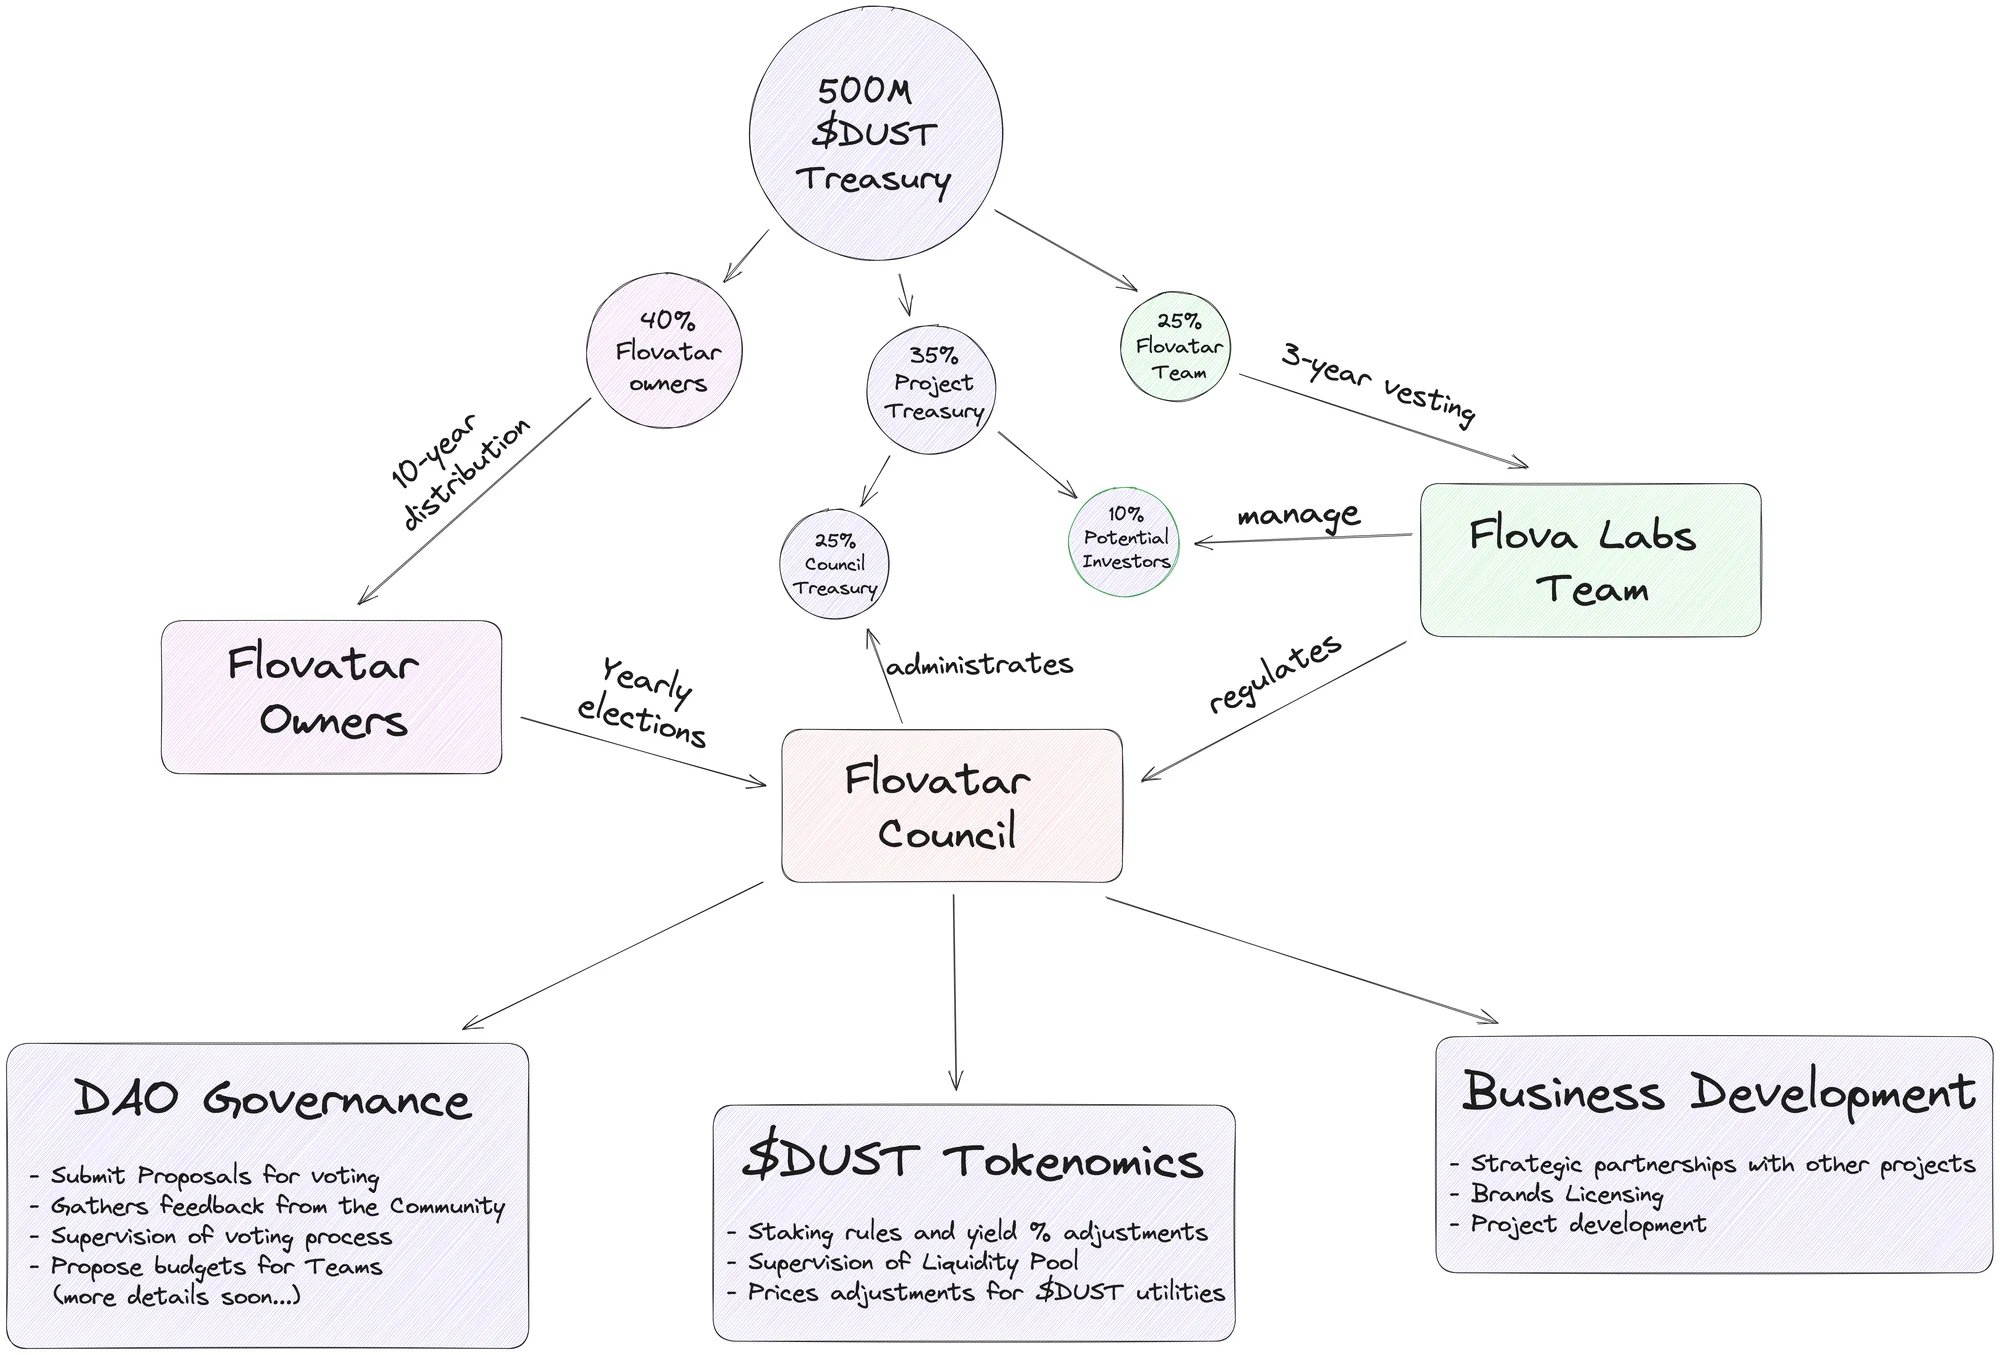 500M
$DUST
Treasury
40%
Flovatar
owners
35%
Project
Treasury
25%
Flovatar
Team
10-year
distribution
3-year vesting
25%
Council
Treasury
10%
Potential
Investors
manage
Flova Labs
Team
Flovatar
Owners
Yearly
elections
administrates
regulates
Flovatar
Council
DAO Governance
- Submit Proposals for voting
- Gathers feedback from the Community
- Supervision of voting process
- Propose budgets for Teams
(more details soon...)
$DUST Tokenomics
- Staking rules and yield % adjustments
- Supervision of Liquidity Pool
- Prices adjustments for $DUST utilities
Business Development
- Strategic partnerships with other projects
- Brands Licensing
- Project development